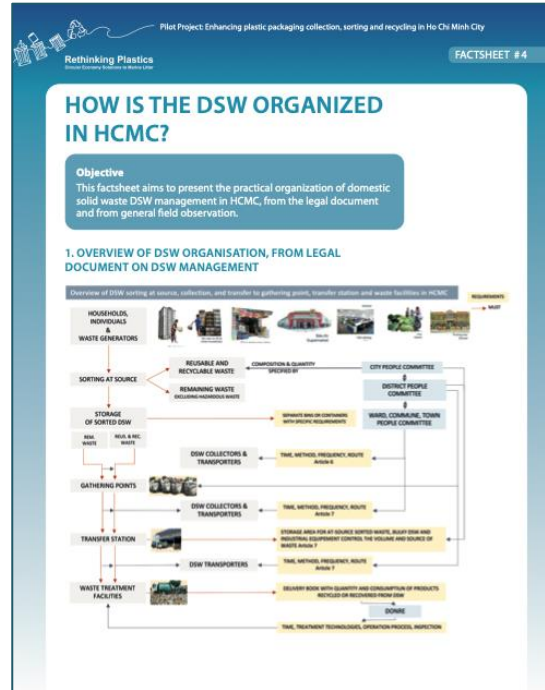 Pilot Project: Enhancing plastic packaging collection, sorting and recycling in Ho Chi Minh City
Rethinking Plastics
Circular Economy Solutions to Marine Litter
FACTSHEET #4
HOW IS THE DSW ORGANIZED
IN HCMC?
Objective
This factsheet aims to present the practical organization of domestic
solid waste DSW management in HCMC, from the legal document
and from general field observation.
1. OVERVIEW OF DSW ORGANISATION, FROM LEGAL
DOCUMENT ON DSW MANAGEMENT
Overview of DSW sorting at source, collection, and transfer to gathering point, transfer station and waste facilities in HCMC
REQUIREMENTS
MUST
HOUSEHOLDS,
INDIVIDUALS
&
WASTE GENERATORS
SORTING AT SOURCE
REUSABLE AND
RECYCLABLE WASTE
COMPOSITION & QUANTITY
SPECIFIED BY
CITY PEOPLE COMMITTEE
REMAINING WASTE
EXCLUDING HAZARDOUS WASTE
DISTRICT PEOPLE
COMMITTEE
STORAGE
OF SORTED DSW
SEPARATE BINS OR CONTAINERS
WITH SPECIFIC REQUIREMENTS
WARD, COMMUNE, TOWN
PEOPLE COMMITTEE
REM.
WASTE
REUS. & REC.
WASTE
DSW COLLECTORS &
TRANSPORTERS
TIME, METHOD, FREQUENCY, ROUTE
Article 6
GATHERING POINTS
DSW COLLECTORS &
TRANSPORTERS
TIME, METHOD, FREQUENCY, ROUTE
Article 7
TRANSFER STATION
STORAGE AREA FOR AT SOURCE SORTED WASTE, BULKY DSW AND
INDUSTRIAL EQUIPEMENT CONTROL THE VOLUME AND SOURCE OF
WASTE Article 7
DSW TRANSPORTERS
TIME, METHOD, FREQUENCY, ROUTE
Article 7
WASTE TREATMENT
FACILITIES
DELIVERY BOOK WITH QUANTITY AND CONSUMPTION OF PRODUCTS
RECYCLED OR RECOVERED FROM DSW
DONRE
TIME, TREATMENT TECHNOLOGIES, OPERATION PROCESS, INSPECTION